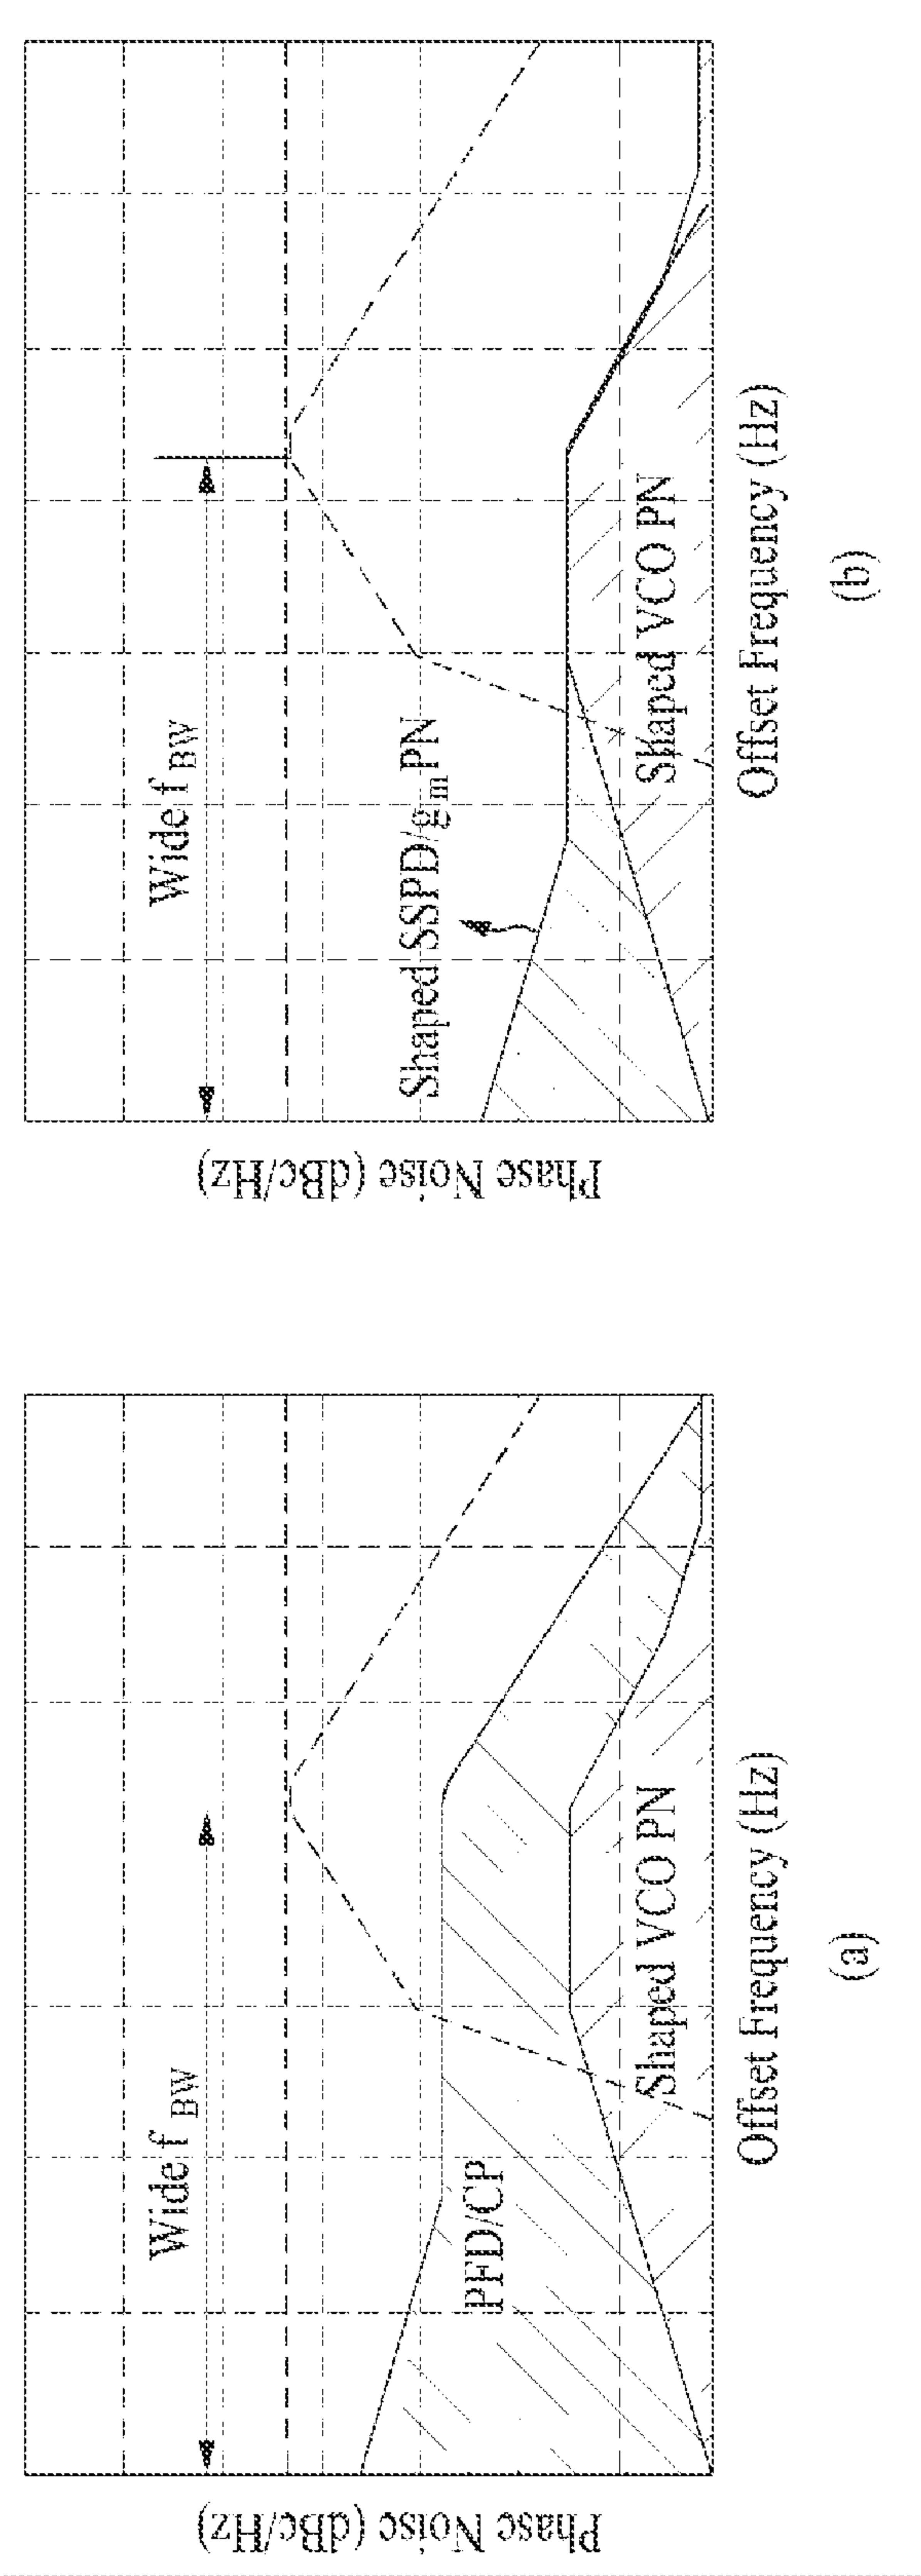 Phase Noise (dBc/Hz)
Wide f BW
PFD/CP
Shaped VCO PN
Offset Frequency (Hz)
(a)
Phase Noise (dBc/Hz)
Wide f BW
Shaped SSPD/gm PN
Shaped VCO PN
Offset Frequency (Hz)
(b)